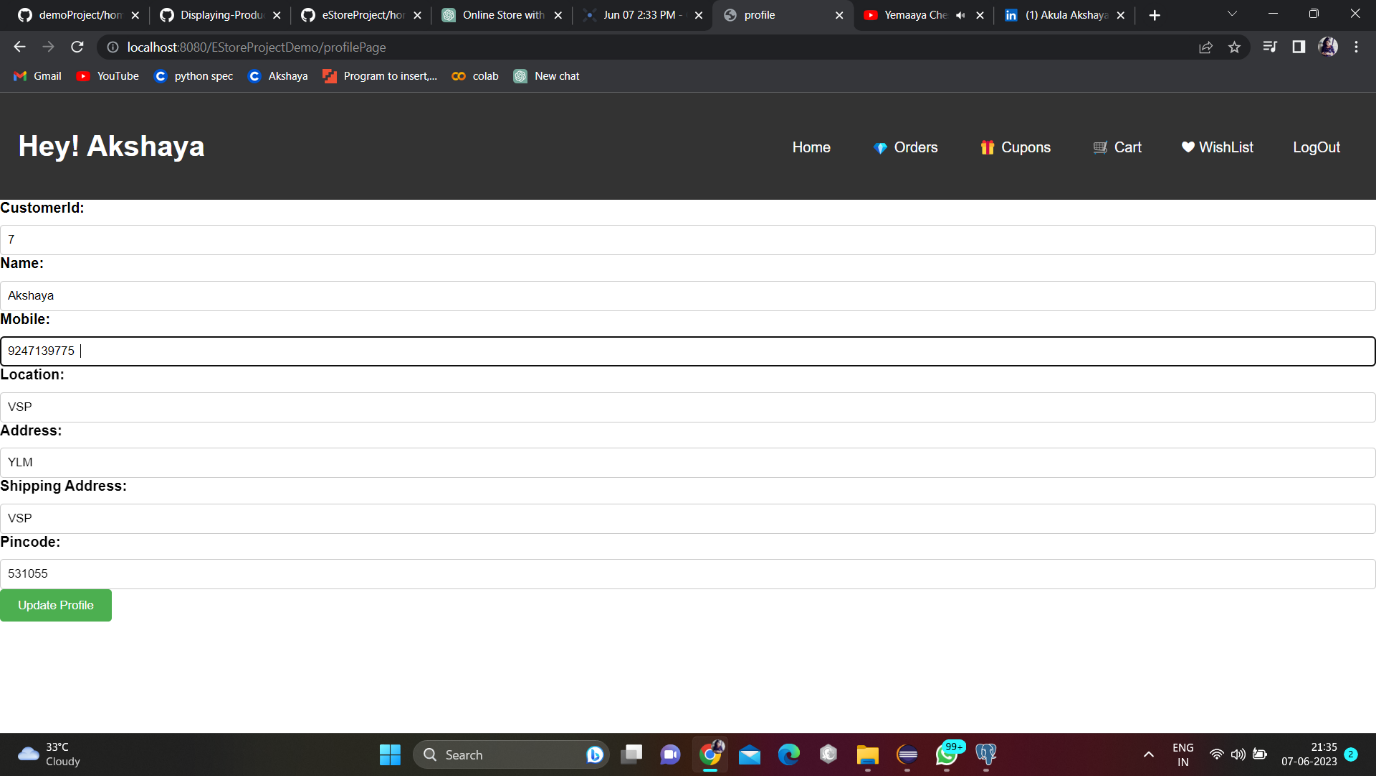 demoProject/hon
Displaying-Produ
eStoreProject/ho
Online Store with
Jun 07 2:33 PM -
profile
Yemaaya Che
(1) Akula Akshaya
localhost:8080/EStoreProjectDemo/profilePage
Gmail
YouTube
python spec
Akshaya
Program to insert,...
colab
New chat
Hey! Akshaya
Home
Orders
Cupons
Cart
WishList
LogOut
CustomerId:
7
Name:
Akshaya
Mobile:
9247139775
Location:
VSP
Address:
YLM
Shipping Address:
VSP
Pincode:
531055
Update Profile
33°C
Cloudy
Search
99+
ENG
IN
21:35
07-06-2023
2